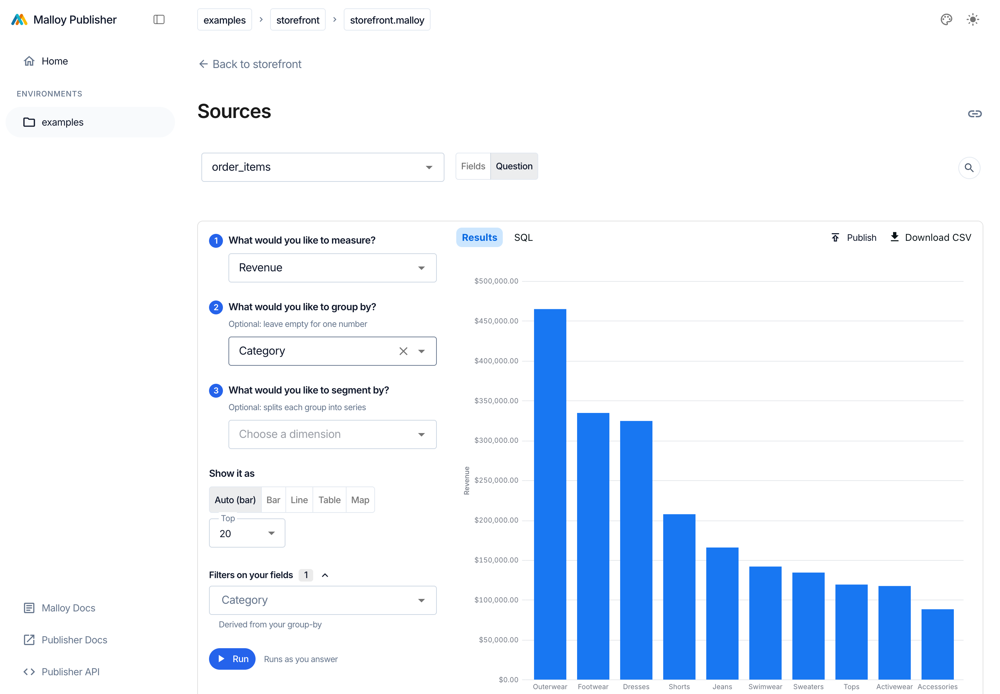 Malloy Publisher
examples
storefront
storefront.malloy
Home
ENVIRONMENTS
examples
Back to storefront
Sources
order_items
Fields
Question
1 What would you like to measure?
Revenue
2 What would you like to group by?
Optional: leave empty for one number
Category
3 What would you like to segment by?
Optional: splits each group into series
Choose a dimension
Show it as
Auto (bar)
Bar
Line
Table
Map
Top
20
Filters on your fields 1
Category
Derived from your group-by
Run
Runs as you answer
Results
SQL
Publish
Download CSV
$500,000.00
$450,000.00
$400,000.00
$350,000.00
$300,000.00
$250,000.00
$200,000.00
$150,000.00
$100,000.00
$50,000.00
$0.00
Revenue
Outerwear
Footwear
Dresses
Shorts
Jeans
Swimwear
Sweaters
Tops
Activewear
Accessories
Malloy Docs
Publisher Docs
Publisher API